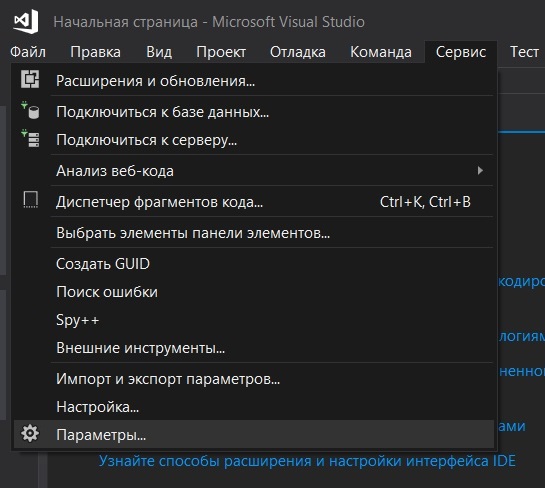 Начальная страница - Microsoft Visual Studio
Файл Правка Вид Проект Отладка Команда Сервис Тест
Расширения и обновления...
Подключиться к базе данных...
Подключиться к серверу...
Анализ веб-кода
Диспетчер фрагментов кода... Ctrl+K, Ctrl+B
Выбрать элементы панели элементов...
Создать GUID
кодиро
Поиск ошибки
Spy++
логиям
Внешние инструменты...
ненной
Импорт и экспорт параметров...
Настройка...
ами
Параметры...
Узнайте способы расширения и настройки интерфейса IDE